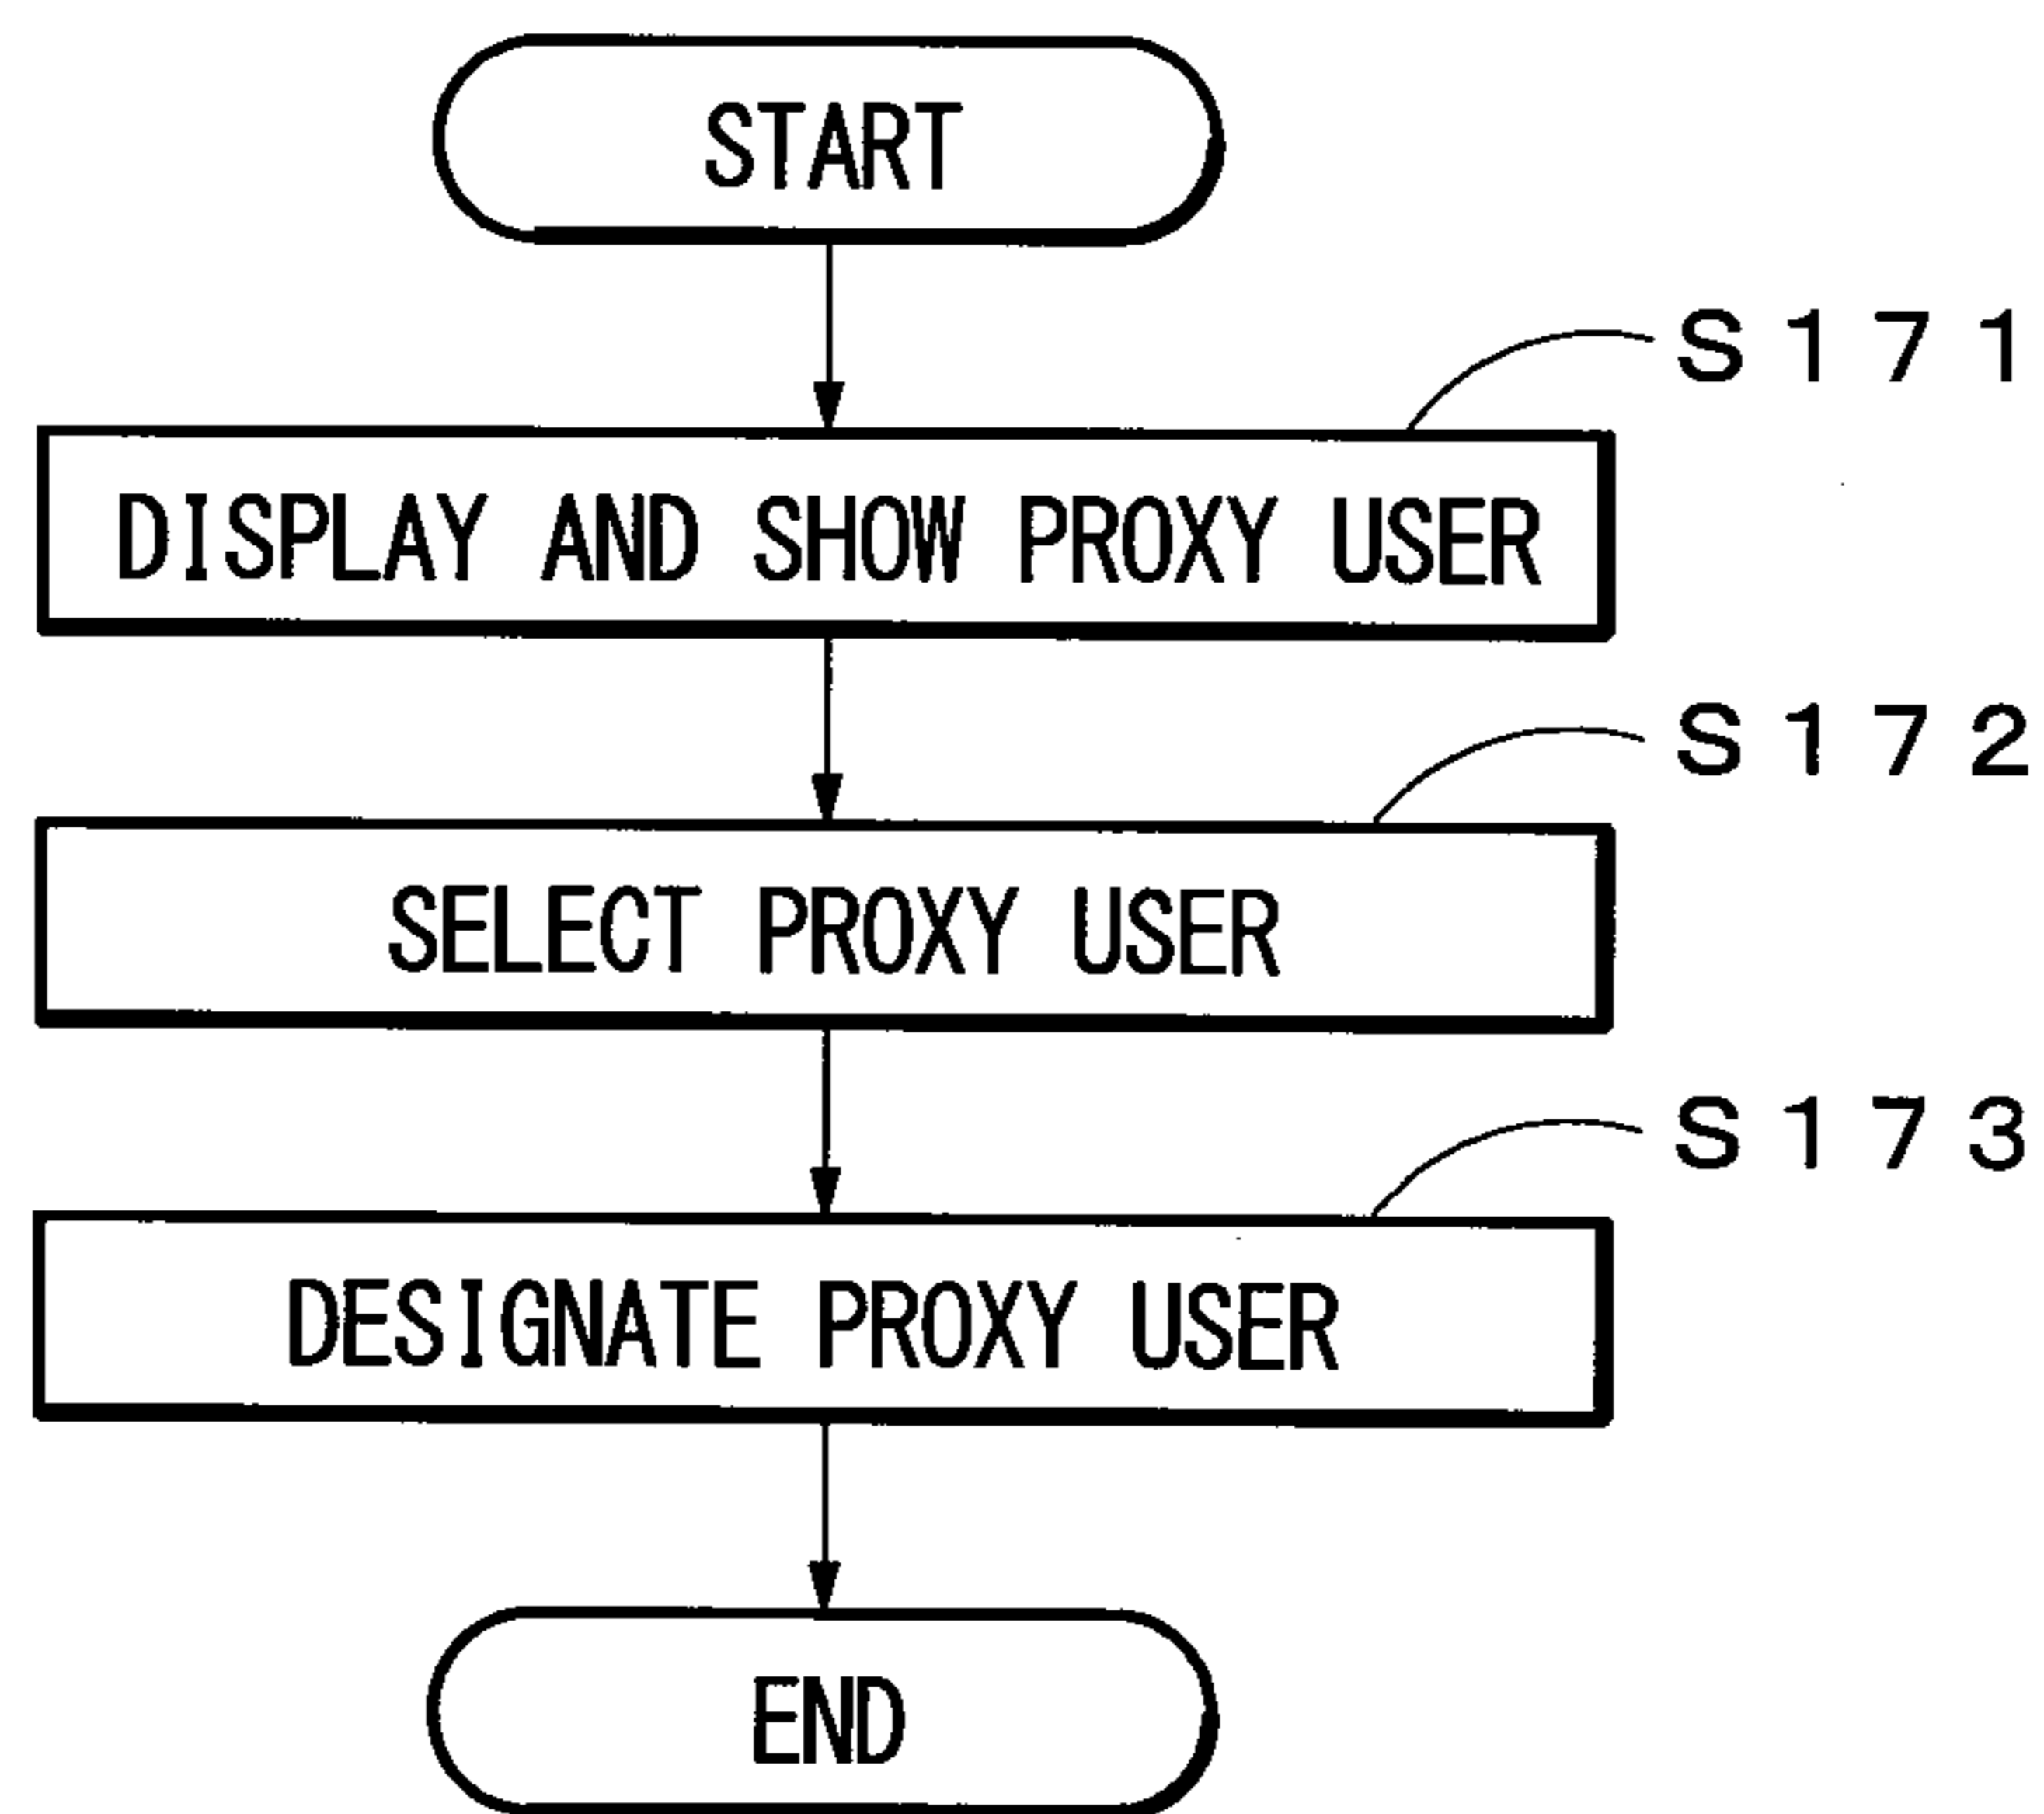 START
S171
DISPLAY AND SHOW PROXY USER
S172
SELECT PROXY USER
S173
DESIGNATE PROXY USER
END